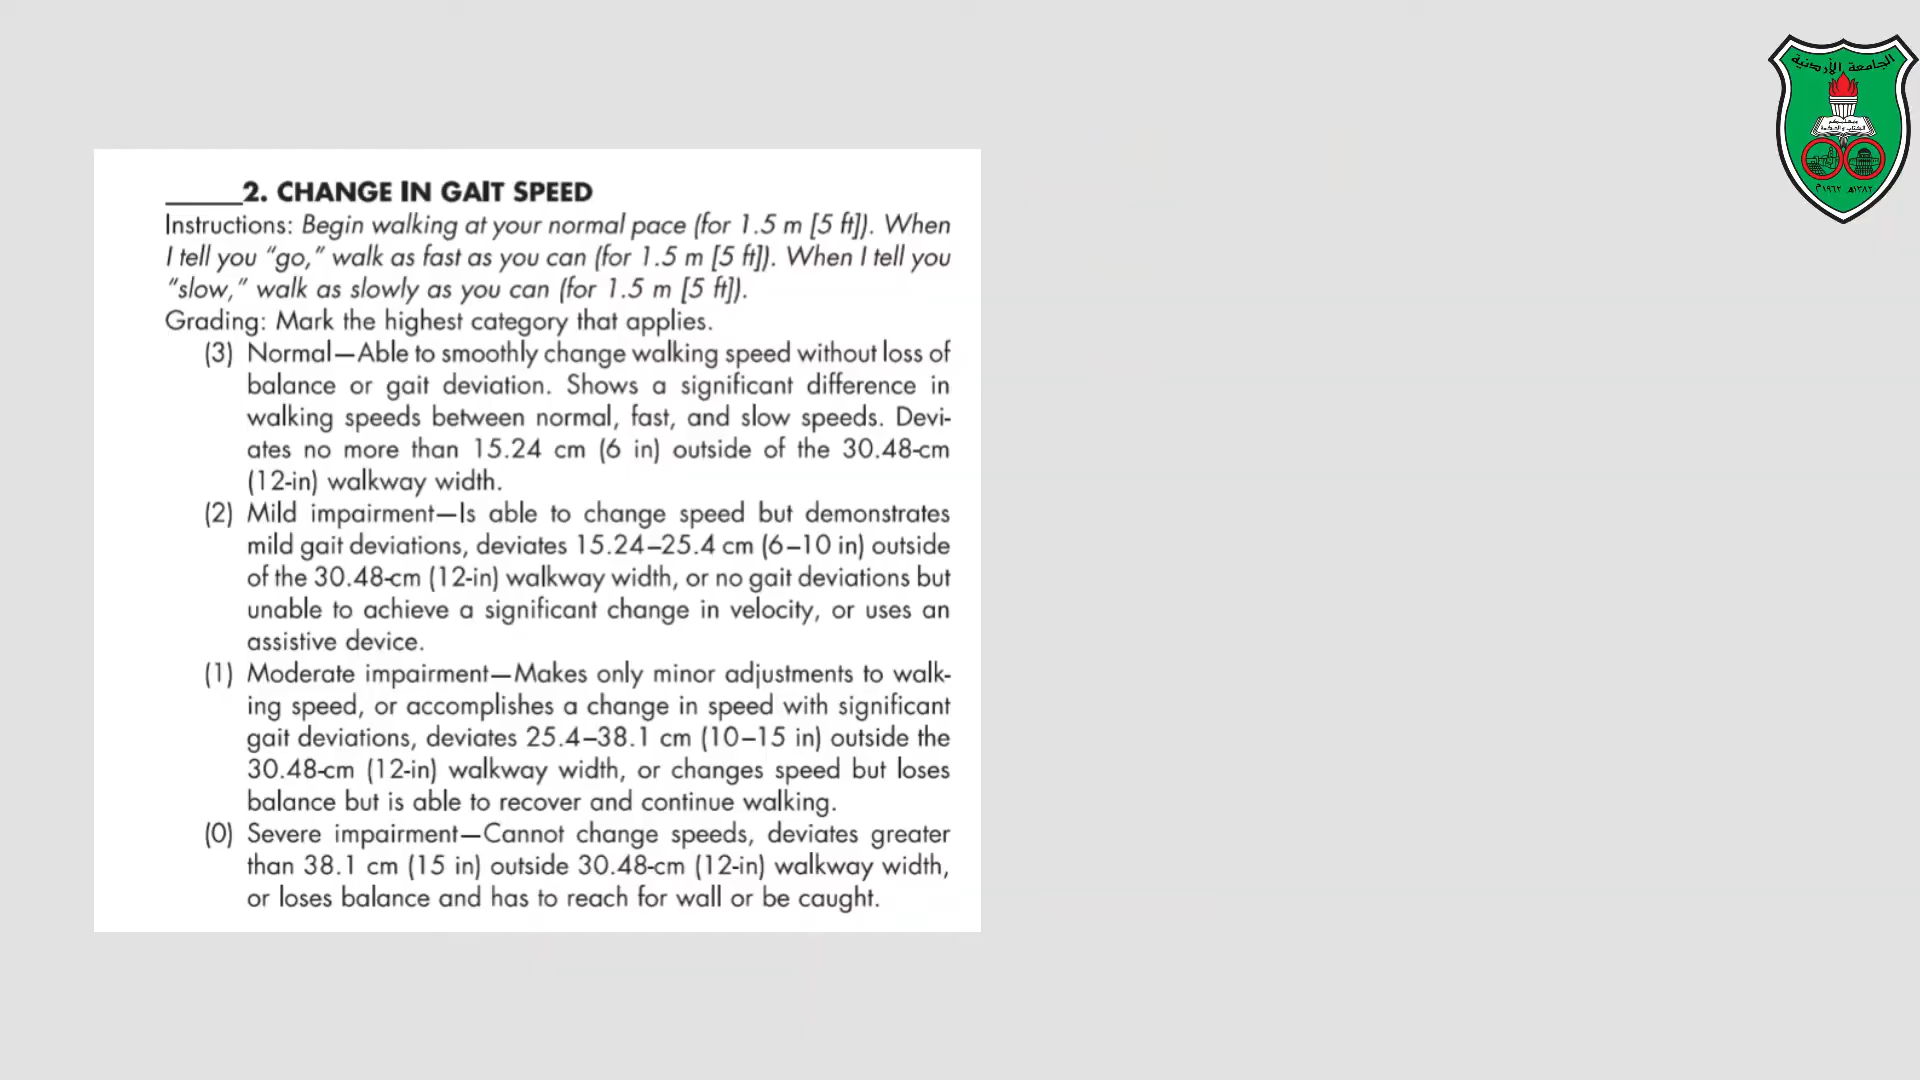 _____2. CHANGE IN GAIT SPEED
Instructions: Begin walking at your normal pace (for 1.5 m [5 ft]). When
I tell you “go,” walk as fast as you can (for 1.5 m [5 ft]). When I tell you
“slow,” walk as slowly as you can (for 1.5 m [5 ft]).
Grading: Mark the highest category that applies.
(3) Normal—Able to smoothly change walking speed without loss of
balance or gait deviation. Shows a significant difference in
walking speeds between normal, fast, and slow speeds. Devi-
ates no more than 15.24 cm (6 in) outside of the 30.48-cm
(12-in) walkway width.
(2) Mild impairment—Is able to change speed but demonstrates
mild gait deviations, deviates 15.24–25.4 cm (6–10 in) outside
of the 30.48-cm (12-in) walkway width, or no gait deviations but
unable to achieve a significant change in velocity, or uses an
assistive device.
(1) Moderate impairment—Makes only minor adjustments to walk-
ing speed, or accomplishes a change in speed with significant
gait deviations, deviates 25.4–38.1 cm (10–15 in) outside the
30.48-cm (12-in) walkway width, or changes speed but loses
balance but is able to recover and continue walking.
(0) Severe impairment—Cannot change speeds, deviates greater
than 38.1 cm (15 in) outside 30.48-cm (12-in) walkway width,
or loses balance and has to reach for wall or be caught.
الجامعة الأردنية
١٣٨٢هـ ١٩٦٢م